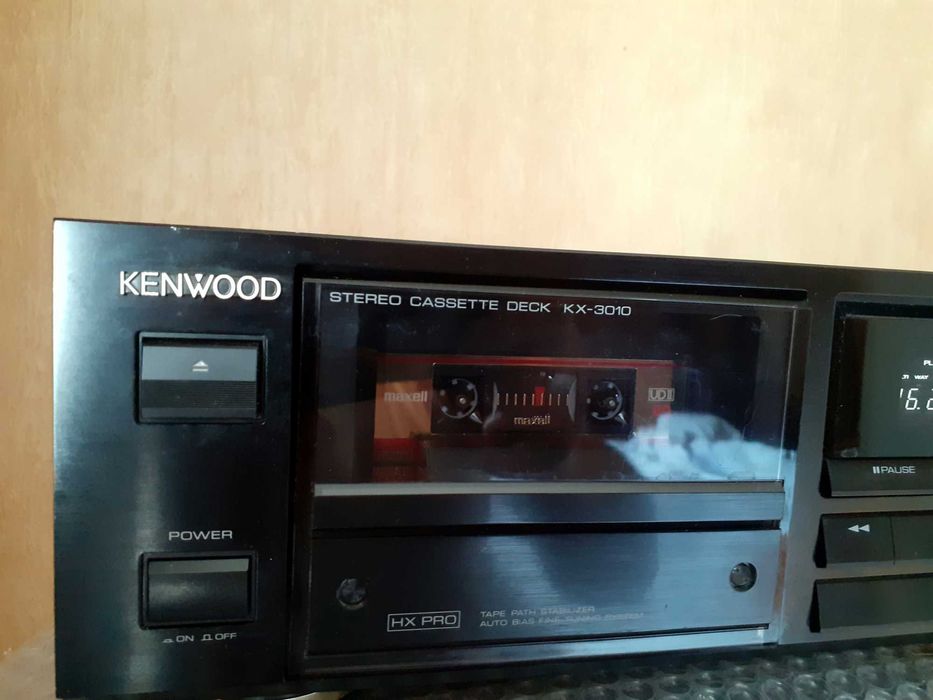 KENWOOD
STEREO CASSETTE DECK KX-3010
maxell
UDII
maxell
II PAUSE
POWER
ON OFF
HX PRO
TAPE PATH STABILIZER
AUTO BIAS FINE TUNING SYSTEM